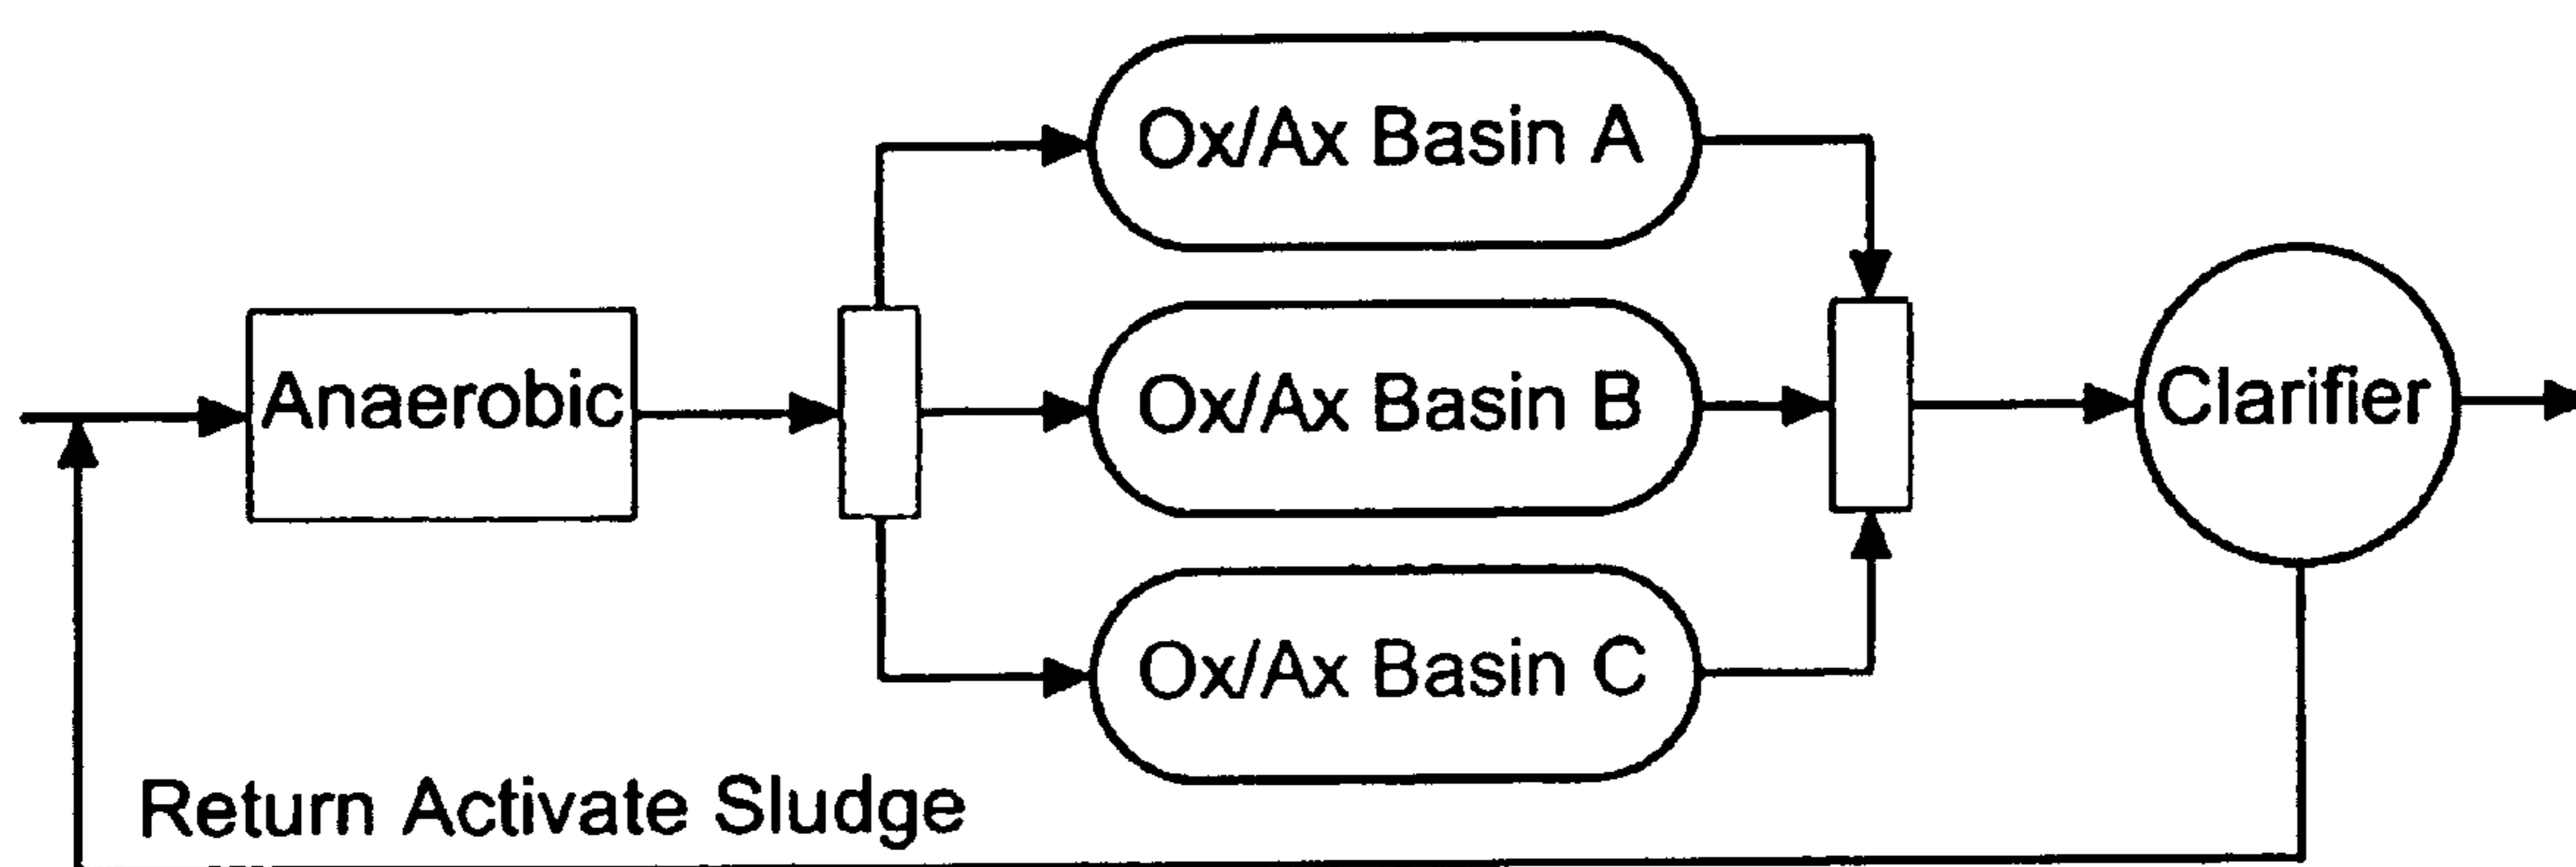 Ox/Ax Basin A
Anaerobic
Ox/Ax Basin B
Clarifier
Ox/Ax Basin C
Return Activate Sludge